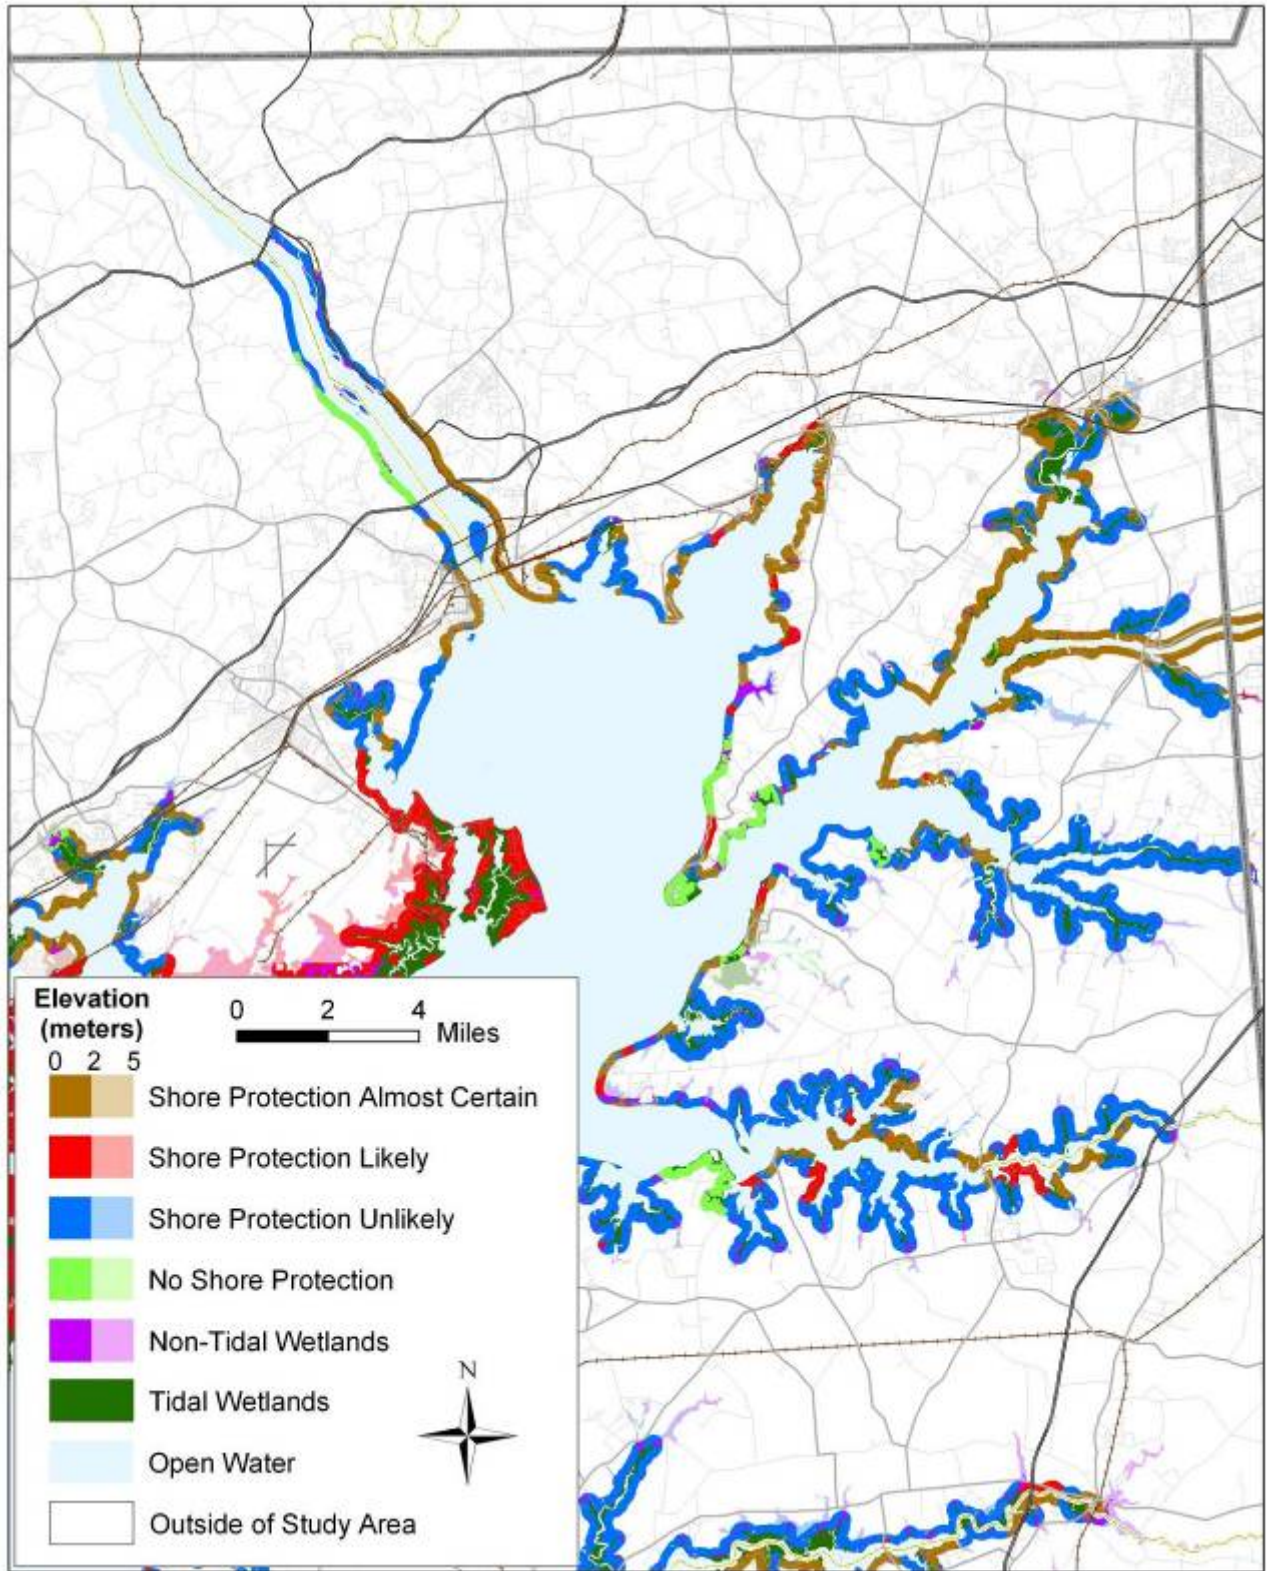 Elevation
(meters)
0 2 5
0 2 4
Miles
Shore Protection Almost Certain
Shore Protection Likely
Shore Protection Unlikely
No Shore Protection
Non-Tidal Wetlands
Tidal Wetlands
Open Water
Outside of Study Area
N